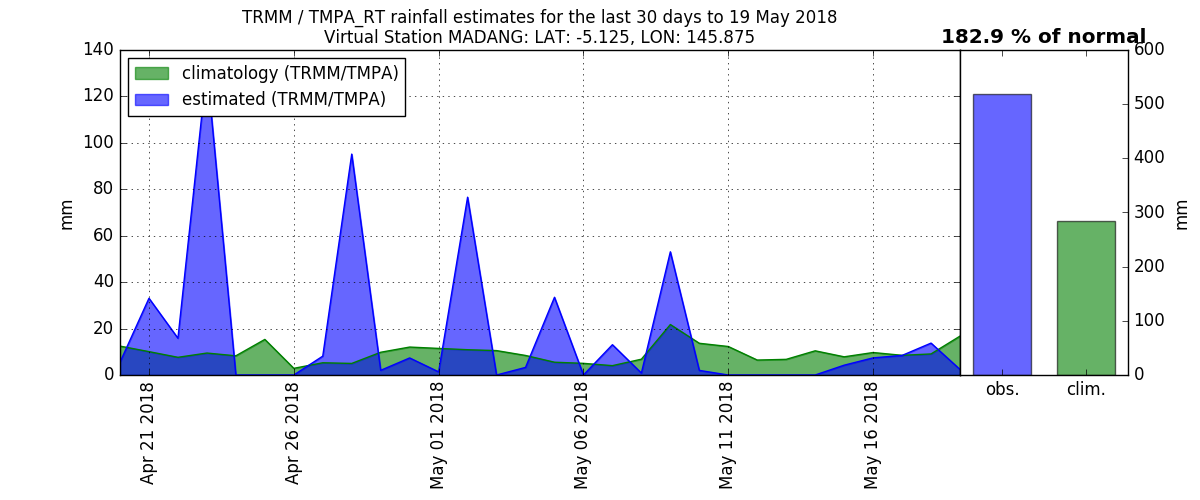 TRMM / TMPA_RT rainfall estimates for the last 30 days to 19 May 2018
Virtual Station MADANG: LAT: -5.125, LON: 145.875
182.9 % of normal
climatology (TRMM/TMPA)
estimated (TRMM/TMPA)
mm
140
120
100
80
60
40
20
0
Apr 21 2018
Apr 26 2018
May 01 2018
May 06 2018
May 11 2018
May 16 2018
600
500
400
300
200
100
0
mm
obs.
clim.